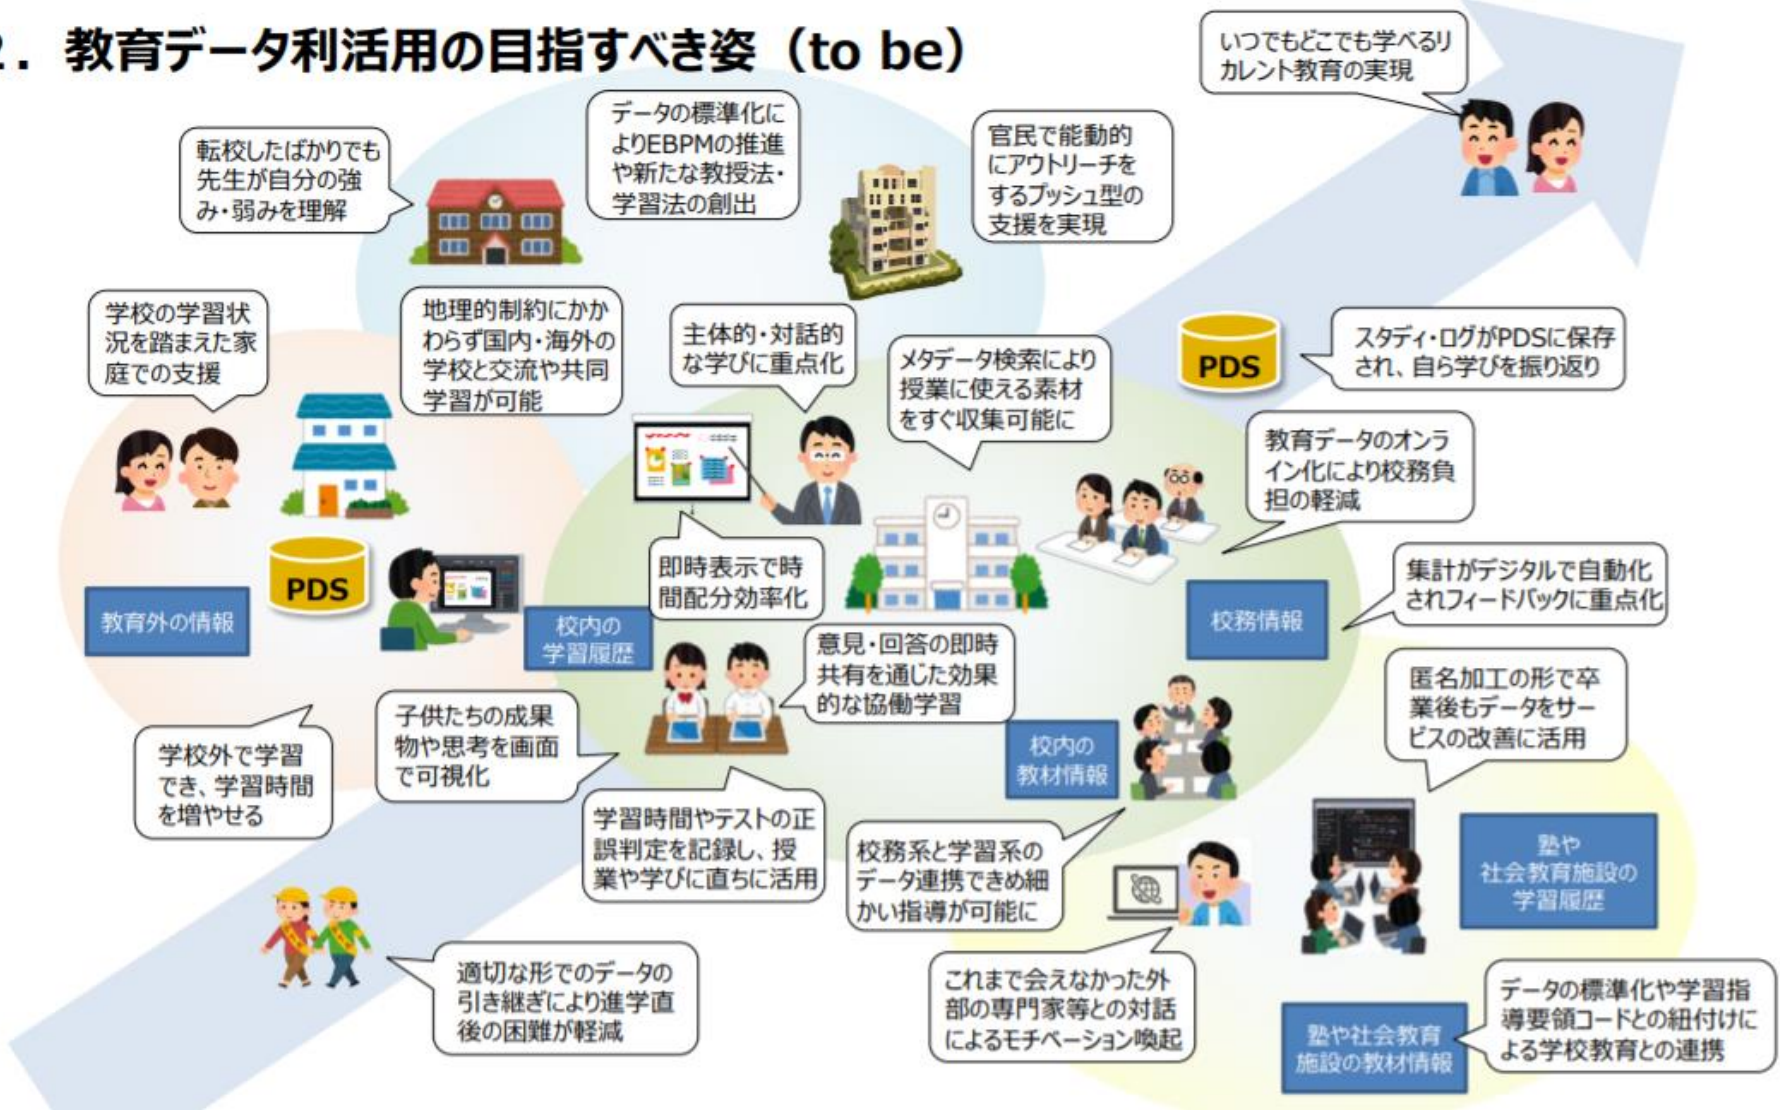 2．教育データ利活用の目指すべき姿（to be）
いつでもどこでも学べるリ
カレント教育の実現
転校したばかりでも
先生が自分の強
み・弱みを理解
データの標準化に
よりEBPMの推進
や新たな教授法・
学習法の創出
官民で能動的
にアウトリーチを
するプッシュ型の
支援を実現
学校の学習状
況を踏まえた家
庭での支援
地理的制約にかか
わらず国内・海外の
学校と交流や共同
学習が可能
主体的・対話的
な学びに重点化
メタデータ検索により
授業に使える素材
をすぐ収集可能に
PDS
スタディ・ログがPDSに保存
され、自ら学びを振り返り
教育データのオンラ
イン化により校務負
担の軽減
PDS
教育外の情報
校内の
学習履歴
即時表示で時
間配分効率化
校務情報
集計がデジタルで自動化
されフィードバックに重点化
意見・回答の即時
共有を通じた効果
的な協働学習
匿名加工の形で卒
業後もデータをサー
ビスの改善に活用
学校外で学習
でき、学習時間
を増やせる
子供たちの成果
物や思考を画面
で可視化
校内の
教材情報
学習時間やテストの正
誤判定を記録し、授
業や学びに直ちに活用
校務系と学習系の
データ連携できめ細
かい指導が可能に
塾や
社会教育施設の
学習履歴
適切な形でのデータの
引き継ぎにより進学直
後の困難が軽減
これまで会えなかった外
部の専門家等との対話
によるモチベーション喚起
塾や社会教育
施設の教材情報
データの標準化や学習指
導要領コードとの紐付けに
よる学校教育との連携